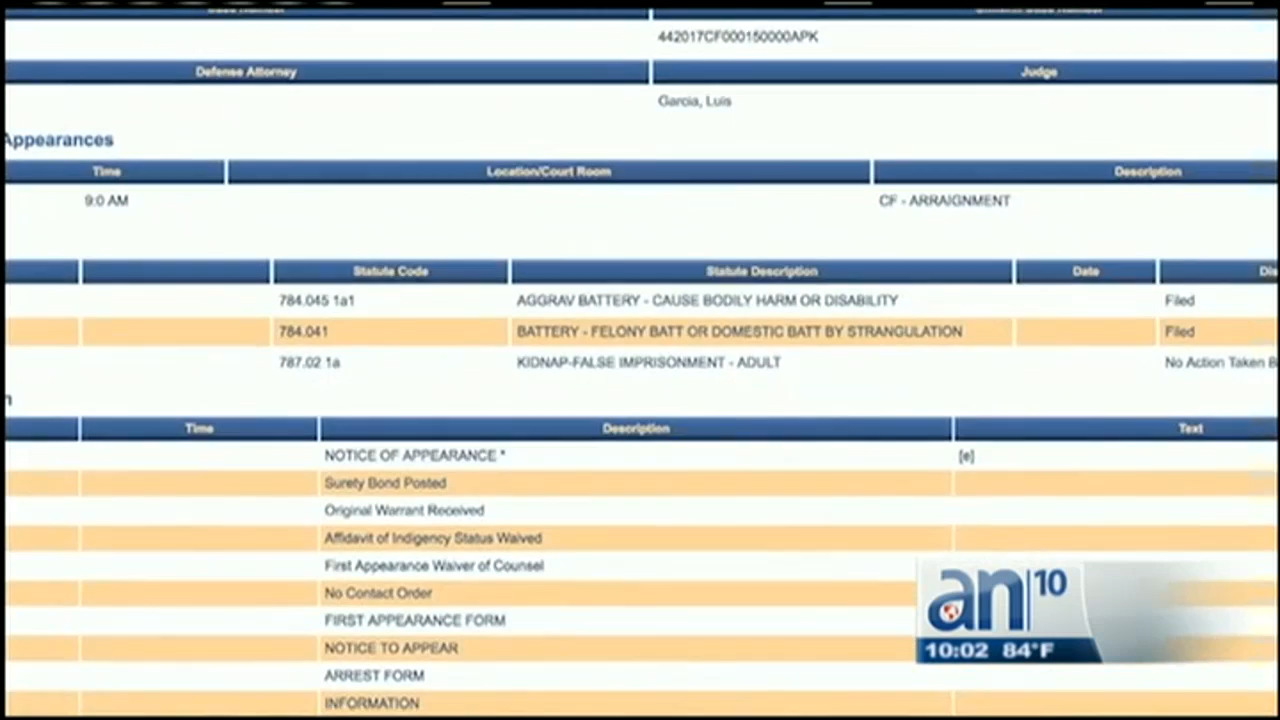 442017CF000150000APK
Defense Attorney Judge
Garcia, Luis
Appearances
Time Location/Court Room Description
9:0 AM CF - ARRAIGNMENT
Statute Code Statute Description Date
784.045 1a1 AGGRAV BATTERY - CAUSE BODILY HARM OR DISABILITY Filed
784.041 BATTERY - FELONY BATT OR DOMESTIC BATT BY STRANGULATION Filed
787.02 1a KIDNAP-FALSE IMPRISONMENT - ADULT No Action Taken B
n
Time Description Text
NOTICE OF APPEARANCE * [e]
Surety Bond Posted
Original Warrant Received
Affidavit of Indigency Status Waived
First Appearance Waiver of Counsel
No Contact Order
FIRST APPEARANCE FORM
NOTICE TO APPEAR
ARREST FORM
INFORMATION
an 10
10:02 84°F